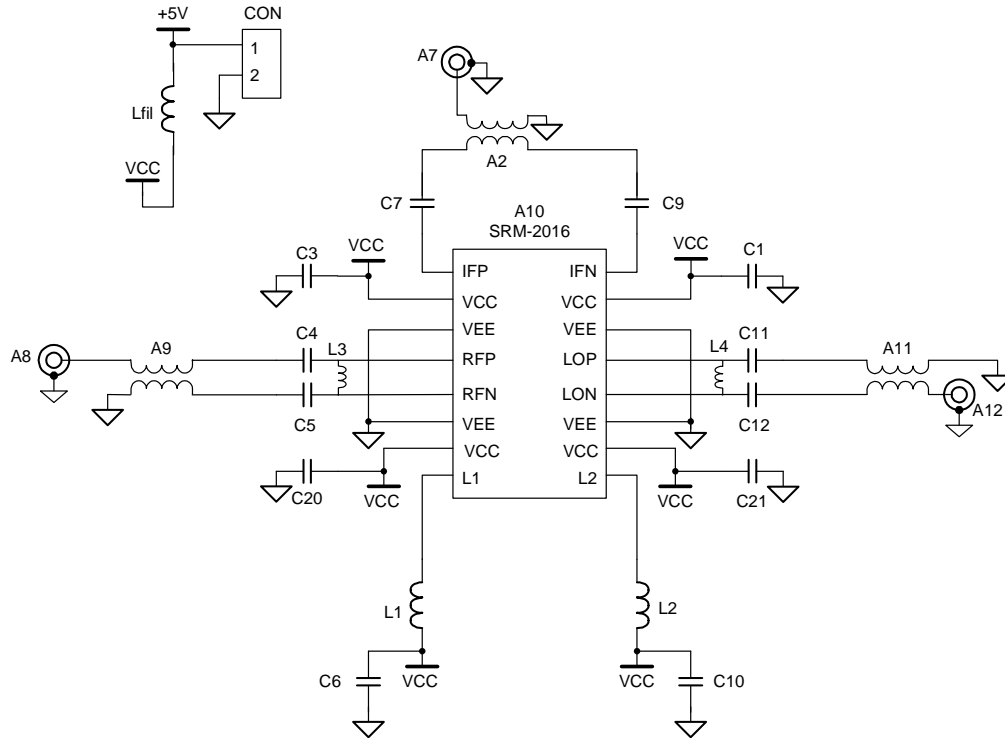 +5V
CON
1
2
Lfil
VCC
A7
A2
C7
C9
A10
SRM-2016
C3
VCC
VCC
C1
IFP
IFN
VCC
VCC
VEE
VEE
A8
A9
C4
L3
RFP
LOP
L4
C11
A11
RFN
LON
C5
C12
A12
VEE
VEE
VCC
VCC
L1
L2
C20
VCC
VCC
C21
L1
L2
C6
VCC
VCC
C10